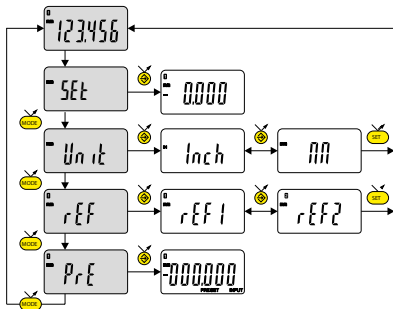 123.456
SEt
0.000
MODE
Unit
Inch
MM
SET
MODE
rEF
rEF1
rEF2
SET
MODE
PrE
-000.000
PRESET INPUT
MODE